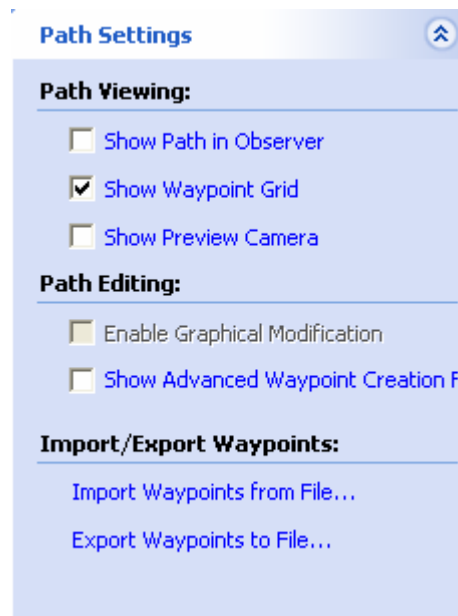 Path Settings
Path Viewing:
Show Path in Observer
Show Waypoint Grid
Show Preview Camera
Path Editing:
Enable Graphical Modification
Show Advanced Waypoint Creation F
Import/Export Waypoints:
Import Waypoints from File...
Export Waypoints to File...